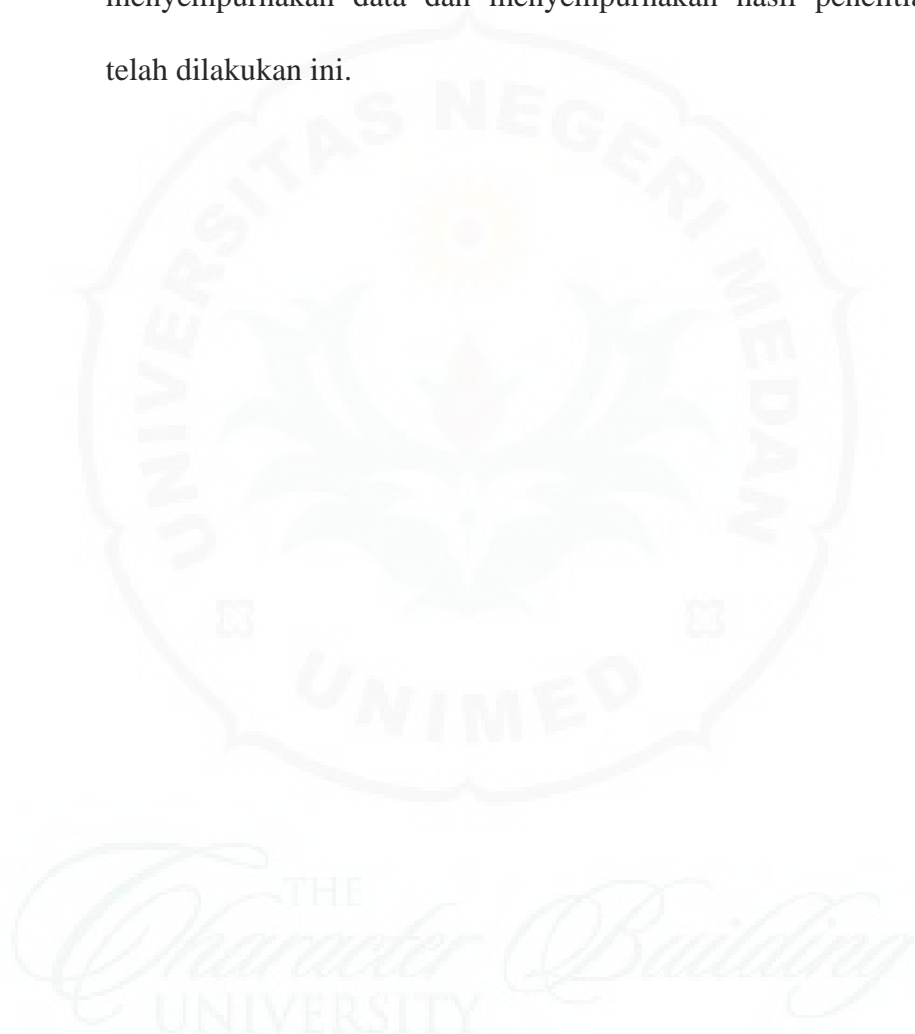 menyempurnakan data dan menyempurnakan hasil
telah dilakukan ini.
UNIVERSITAS NEGERI MEDAN
UNIMED
THE
Character Building
UNIVERSITY